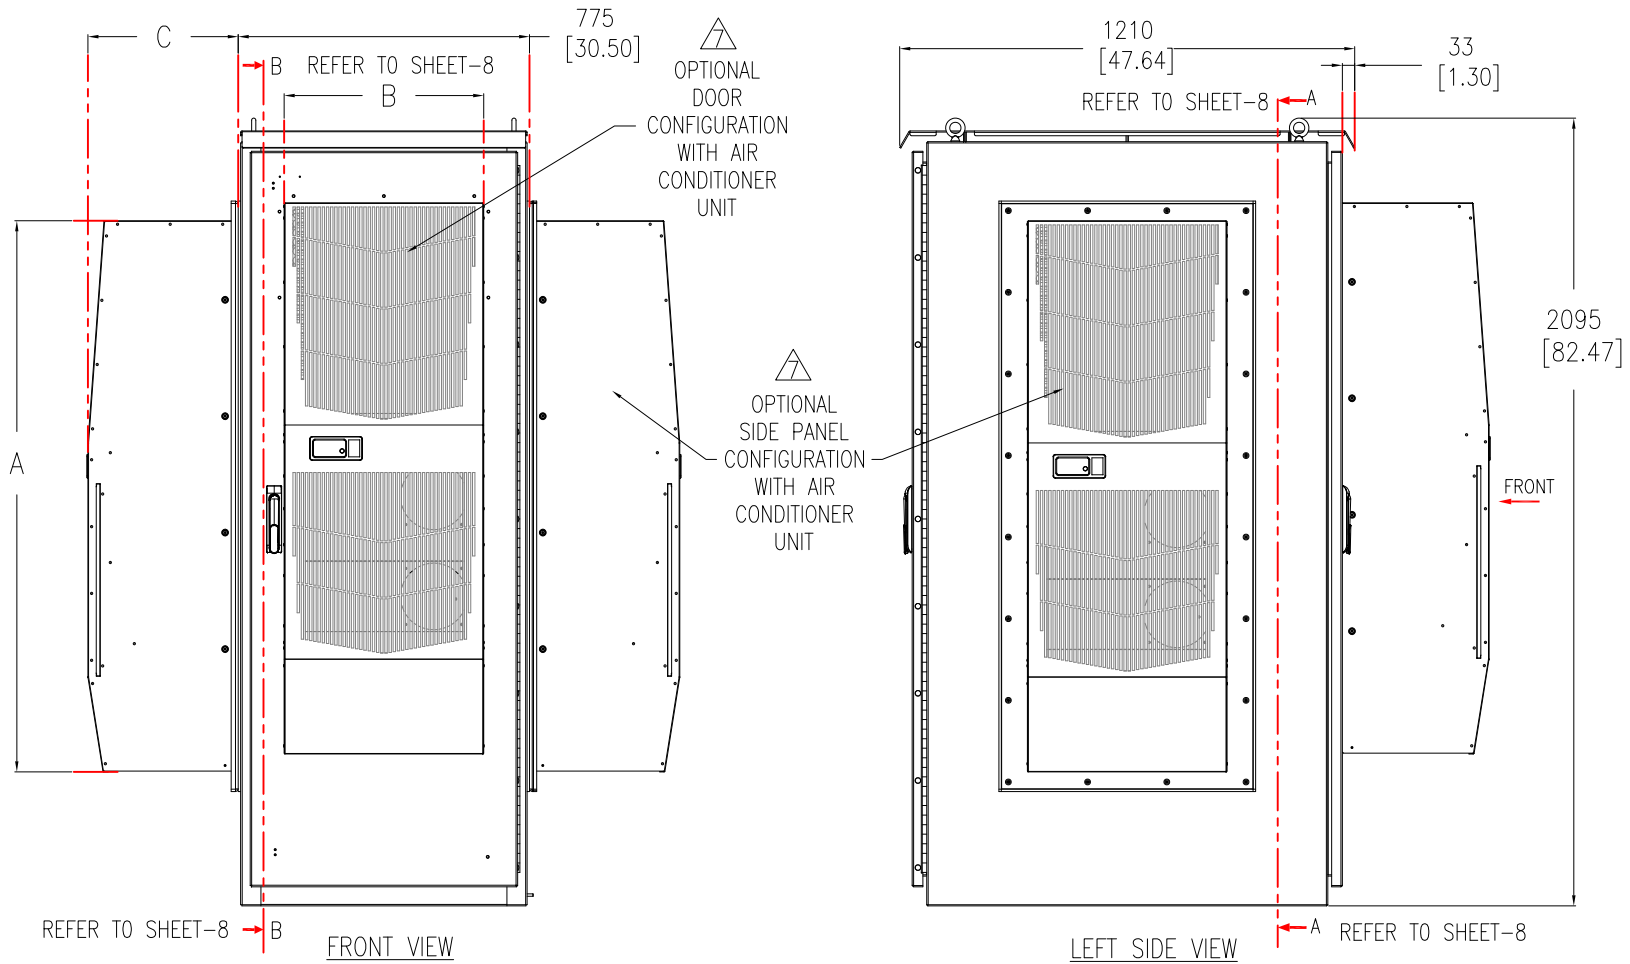 C
775
[30.50]
B REFER TO SHEET-8
B
7
OPTIONAL
DOOR
CONFIGURATION
WITH AIR
CONDITIONER
UNIT
A
7
OPTIONAL
SIDE PANEL
CONFIGURATION
WITH AIR
CONDITIONER
UNIT
REFER TO SHEET-8 B
FRONT VIEW
1210
[47.64]
33
[1.30]
REFER TO SHEET-8 A
2095
[82.47]
FRONT
A REFER TO SHEET-8
LEFT SIDE VIEW